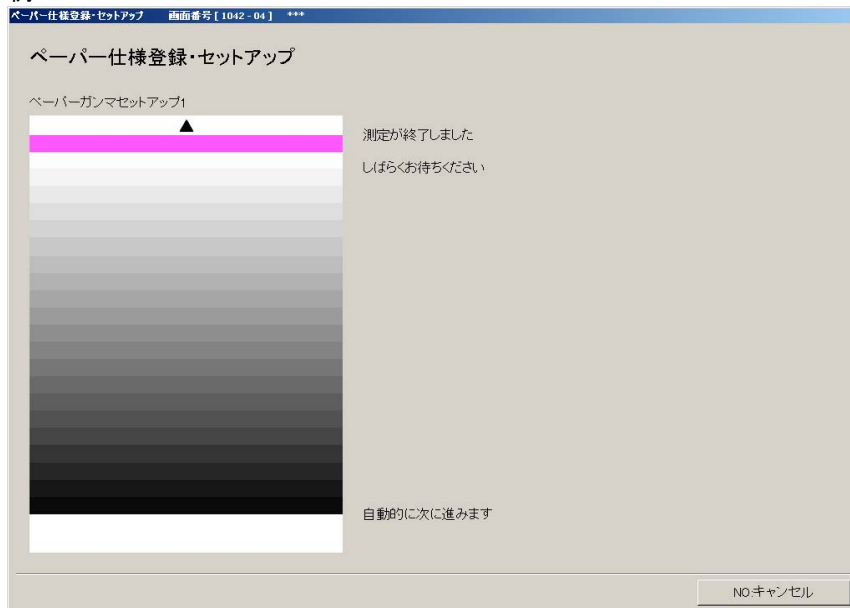 ペーパー仕様登録・セットアップ 画面番号 [ 1042 - 04 ] ***
ペーパー仕様登録・セットアップ
ペーパーガンマセットアップ1
▲
測定が終了しました
しばらくお待ちください
自動的に次に進みます
NO:キャンセル